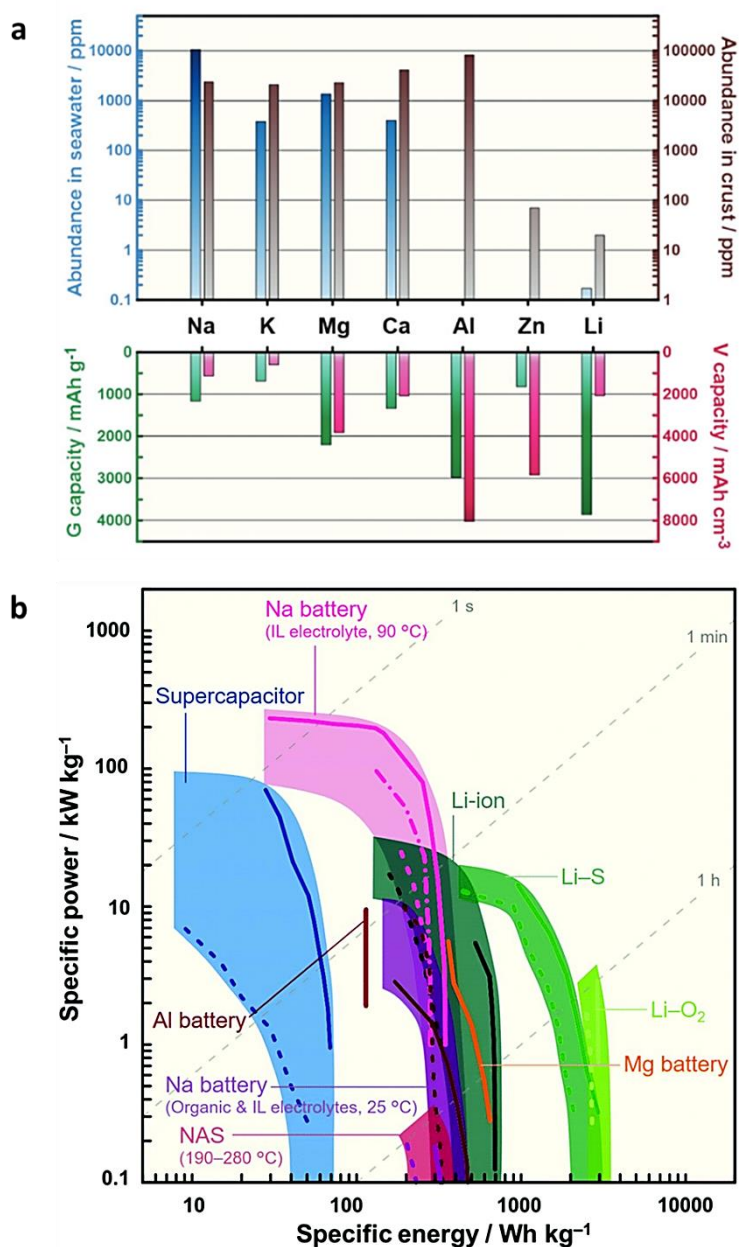 a
Abundance in seawater / ppm
10000
1000
100
10
1
0.1
100000
10000
1000
100
10
1
Abundance in crust / ppm
Na K Mg Ca Al Zn Li
G capacity / mAh g⁻¹
0
1000
2000
3000
4000
0
2000
4000
6000
8000
V capacity / mAh cm⁻³
b
Specific power / kW kg⁻¹
1000
100
10
1
0.1
Na battery
(IL electrolyte, 90 °C)
1 s
1 min
Supercapacitor
Li-ion
Li–S
1 h
Al battery
Li–O₂
Mg battery
Na battery
(Organic & IL electrolytes, 25 °C)
NAS
(190–280 °C)
10 100 1000 10000
Specific energy / Wh kg⁻¹